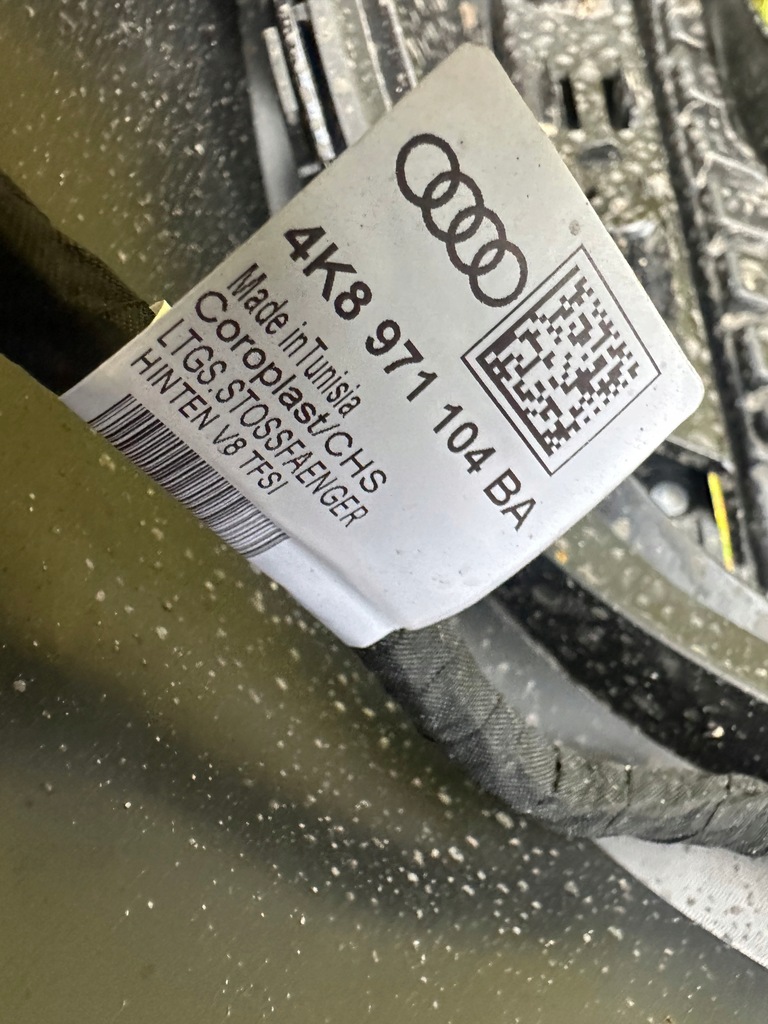 4K8 971 104 BA
Made in Tunisia
Coroplast/CHS
LTGS.STOSSFAENGER
HINTEN V8 TFSI